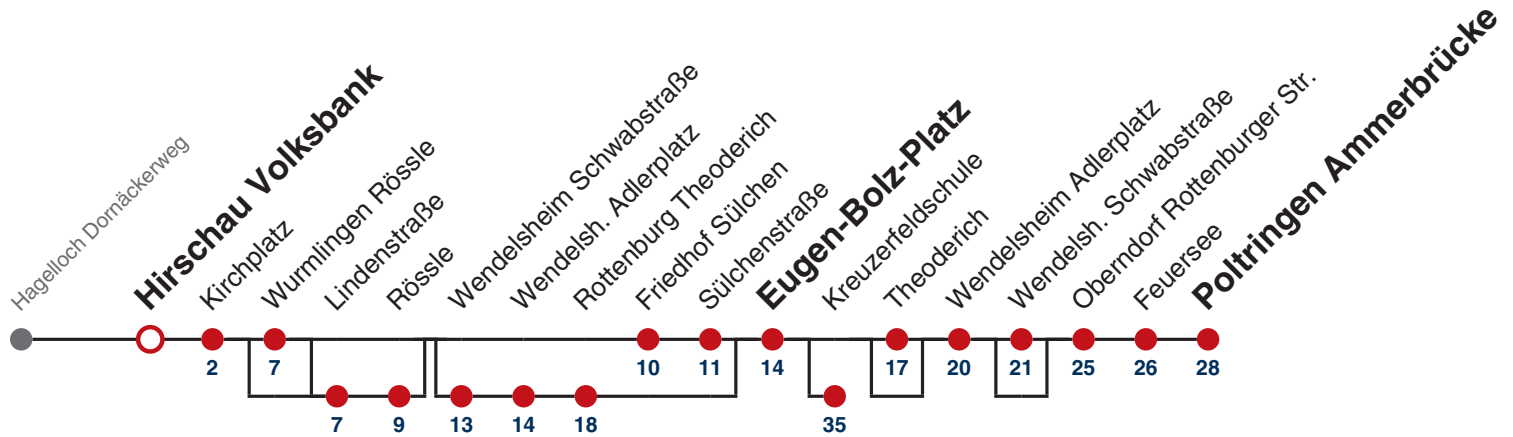 Hagelloch Dornäckerweg
Hirschau Volksbank
Kirchplatz
Wurmlingen Rössle
Lindenstraße
Rössle
Wendelsheim Schwabstraße
Wendelsh. Adlerplatz
Rottenburg Theoderich
Friedhof Sülchen
Sülchenstraße
Eugen-Bolz-Platz
Kreuzerfeldschule
Theoderich
Wendelsheim Adlerplatz
Wendelsh. Schwabstraße
Oberndorf Rottenburger Str.
Feuersee
Poltringen Ammerbrücke
2 7 10 11 14 17 20 21 25 26 28
7 9 13 14 18 35